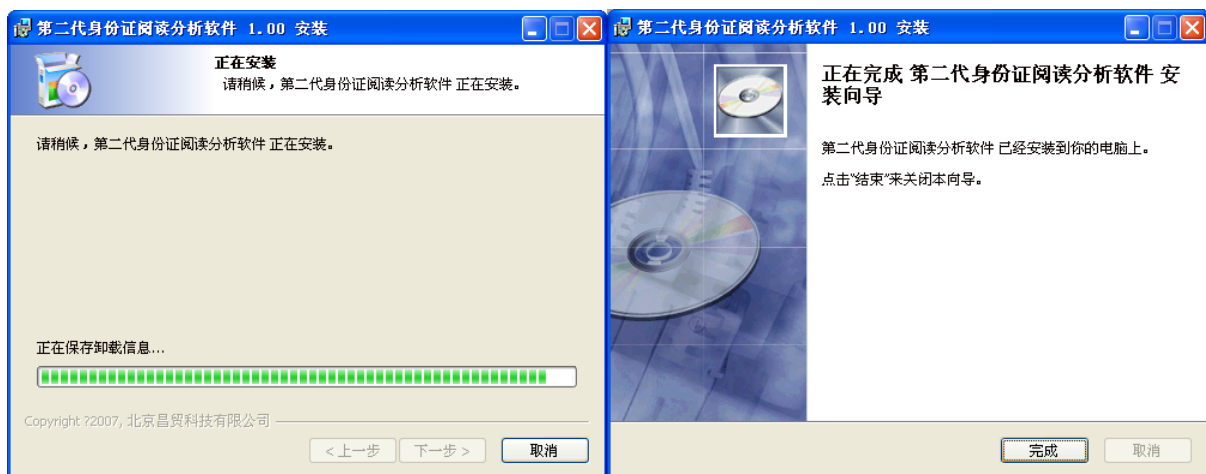 第二代身份证阅读分析软件 1.00 安装
正在安装
请稍候，第二代身份证阅读分析软件 正在安装。
请稍候，第二代身份证阅读分析软件 正在安装。
正在保存卸载信息...
Copyright ?2007, 北京昌贸科技有限公司
<上一步 下一步 > 取消
第二代身份证阅读分析软件 1.00 安装
正在完成 第二代身份证阅读分析软件 安
装向导
第二代身份证阅读分析软件 已经安装到你的电脑上。
点击"结束"来关闭本向导。
完成 取消